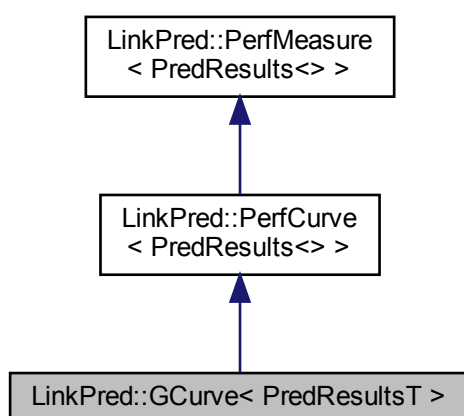 LinkPred::PerfMeasure
< PredResults<> >
LinkPred::PerfCurve
< PredResults<> >
LinkPred::GCurve< PredResultsT >